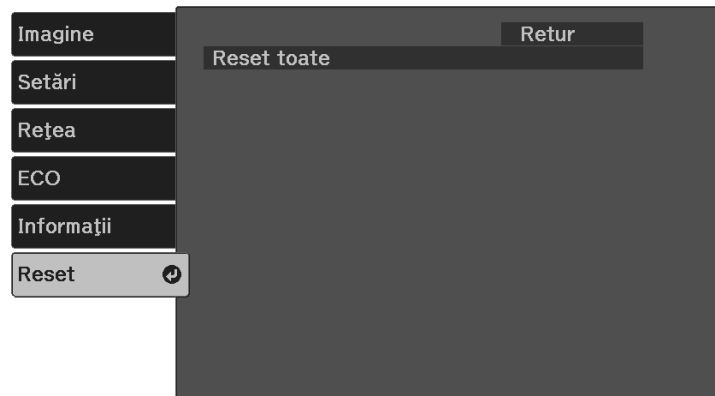 Imagine
Setări
Reţea
ECO
Informaţii
Reset
Retur
Reset toate